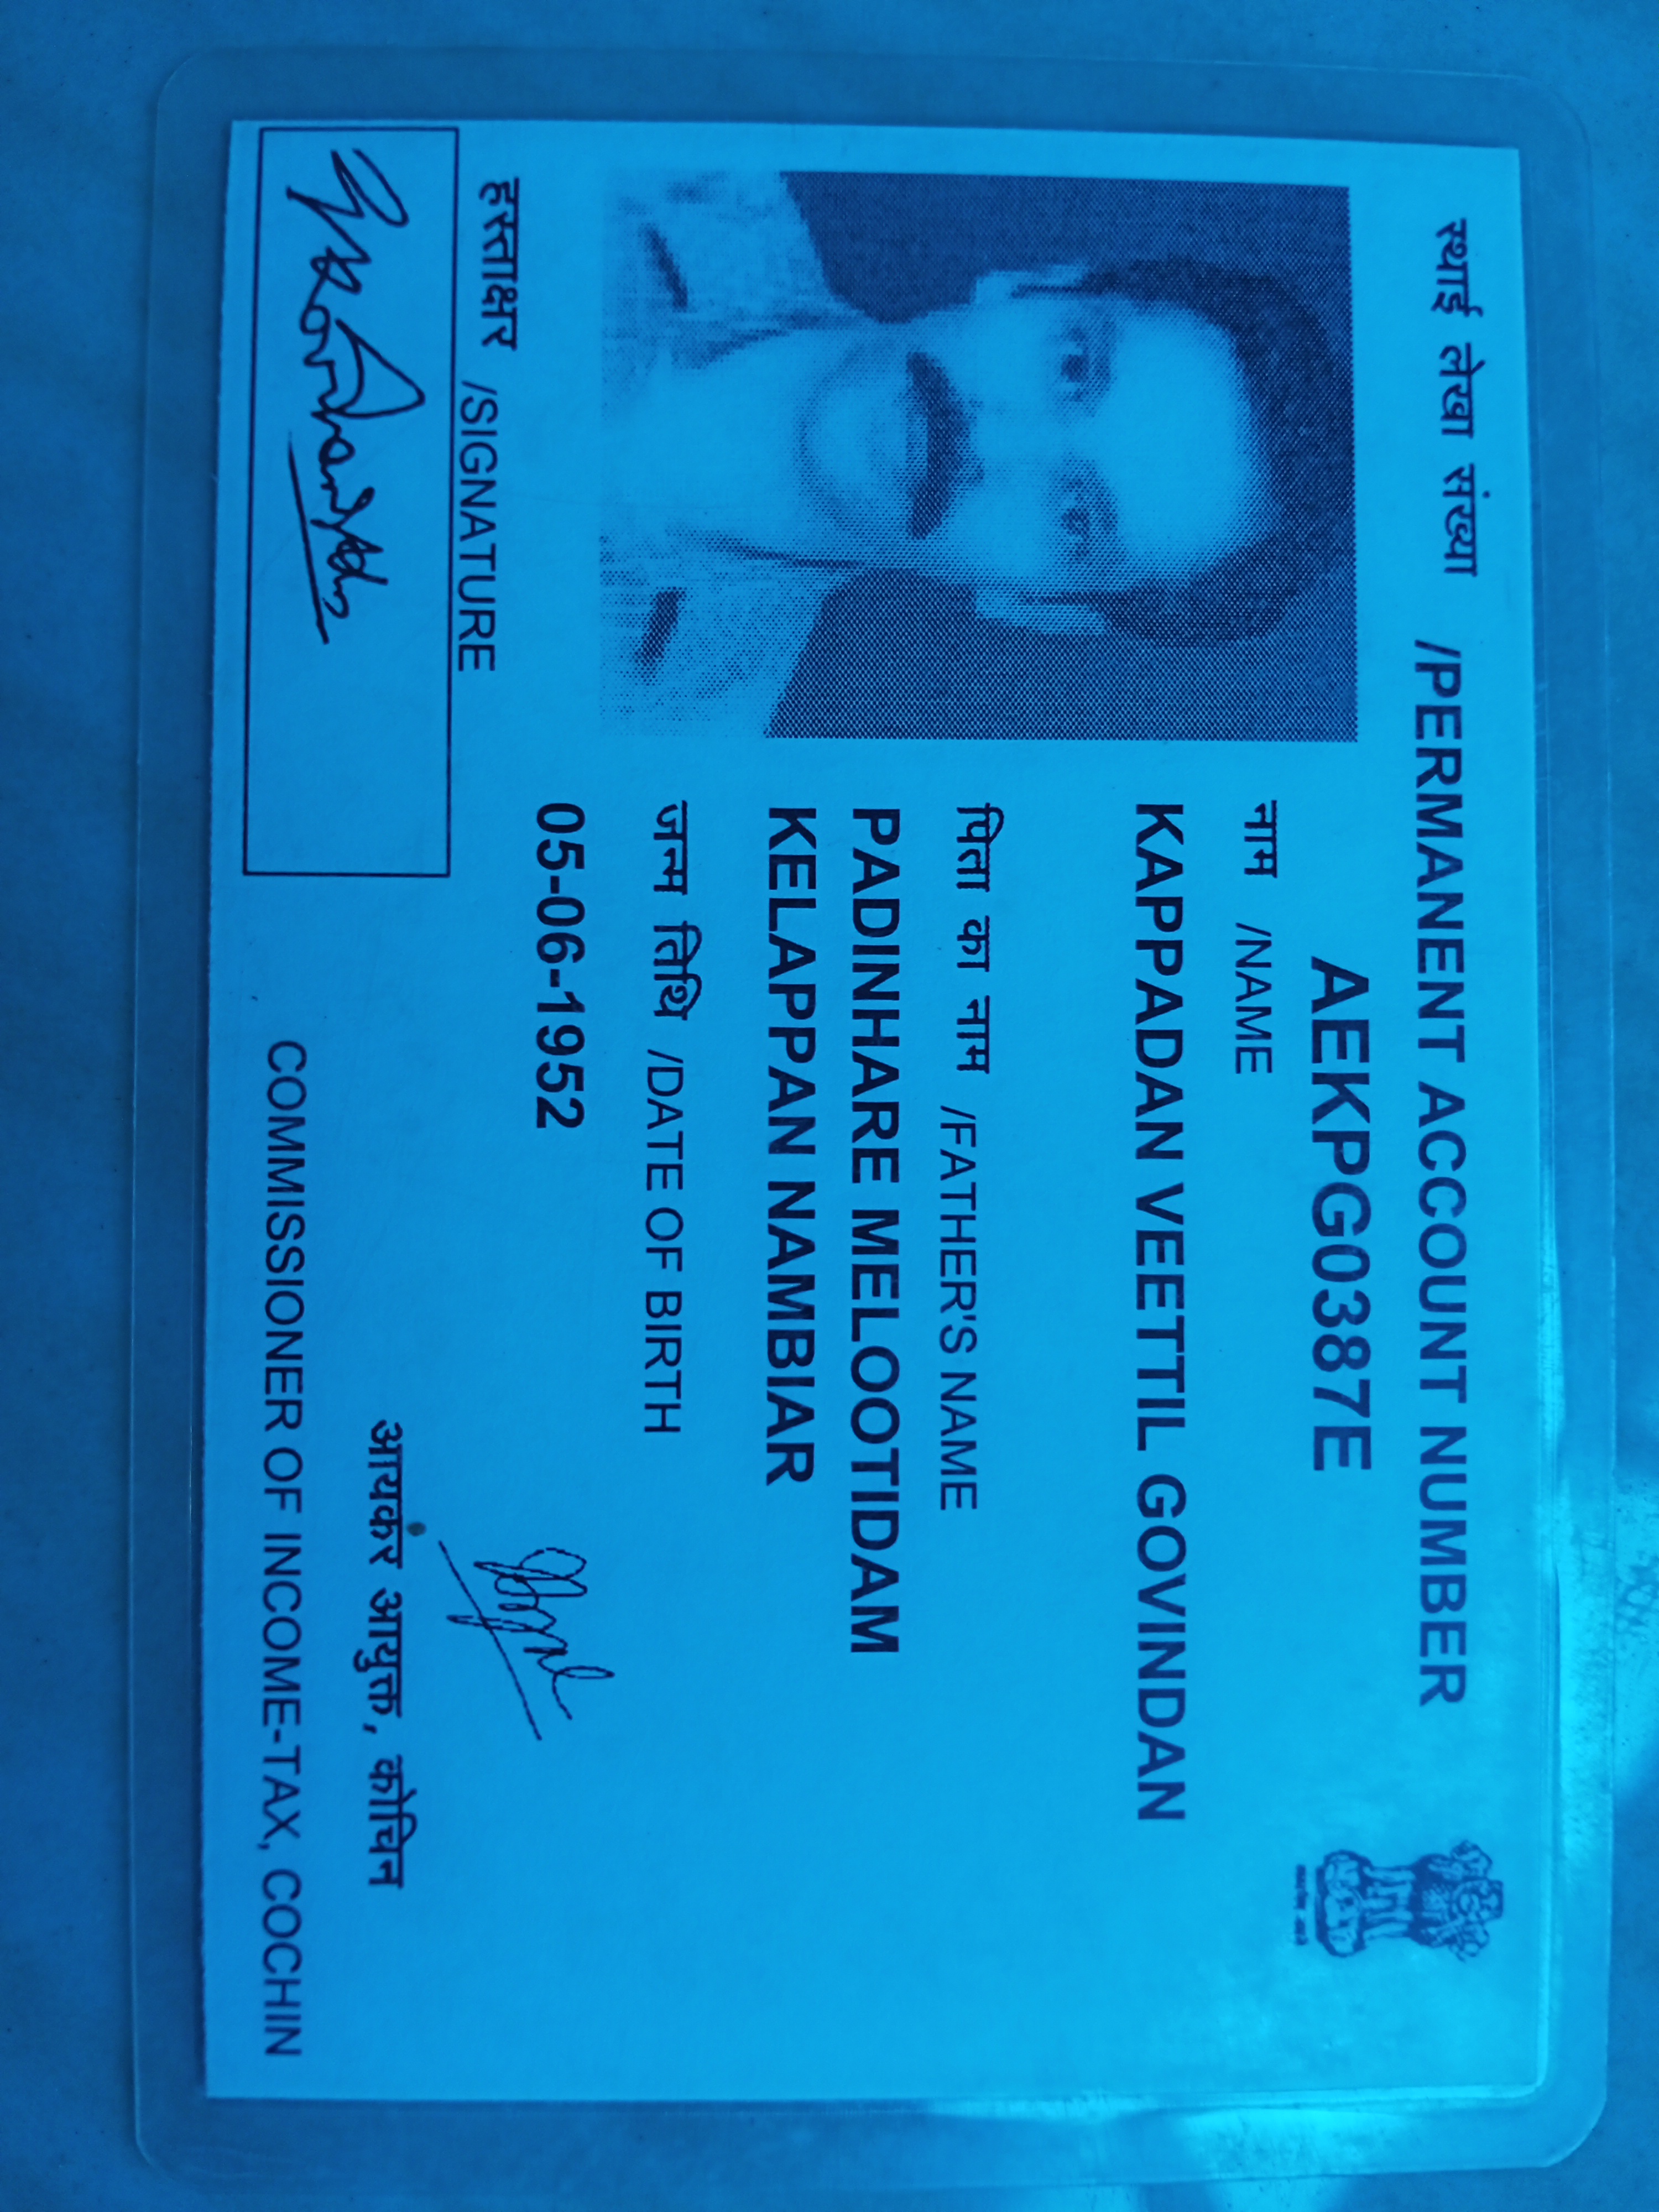 स्थाई लेखा संख्या /PERMANENT ACCOUNT NUMBER
AEKPG0387E
नाम /NAME
KAPPADAN VEETTIL GOVINDAN
पिता का नाम /FATHER'S NAME
PADINHARE MELOOTIDAM
KELAPPAN NAMBIAR
जन्म तिथि /DATE OF BIRTH
05-06-1952
हस्ताक्षर /SIGNATURE
आयकर आयुक्त, कोचिन
COMMISSIONER OF INCOME-TAX, COCHIN